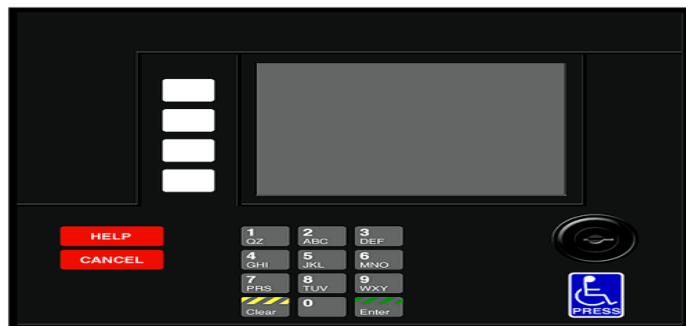 HELP
CANCEL
1 2 3
QZ ABC DEF
4 5 6
GHI JKL MNO
7 8 9
PRS TUV WXY
0
Clear Enter
PRESS